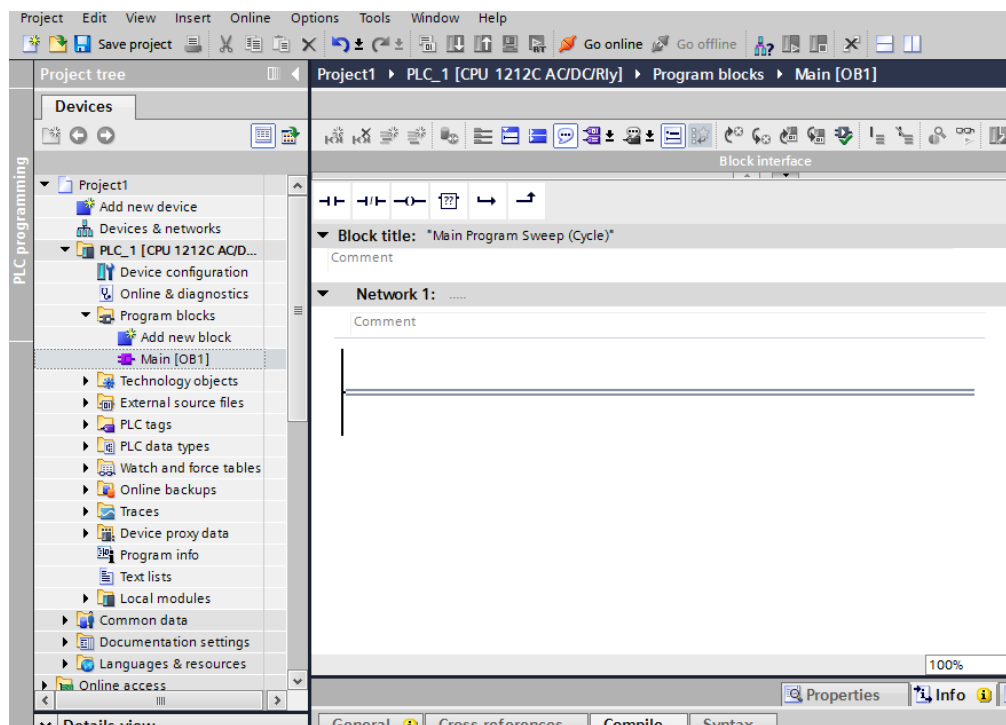 Project Edit View Insert Online Options Tools Window Help
Save project Go online Go offline
Project tree
Project1 PLC_1 [CPU 1212C AC/DC/Rly] Program blocks Main [OB1]
Devices
PLC programming
Block interface
Project1
Add new device
Devices & networks
PLC_1 [CPU 1212C AC/D...
Device configuration
Online & diagnostics
Program blocks
Add new block
Main [OB1]
Technology objects
External source files
PLC tags
PLC data types
Watch and force tables
Online backups
Traces
Device proxy data
Program info
Text lists
Local modules
Common data
Documentation settings
Languages & resources
Online access
Details view
??
Block title: "Main Program Sweep (Cycle)"
Comment
Network 1: .....
Comment
100%
Properties Info
General Cross-references Compile Syntax